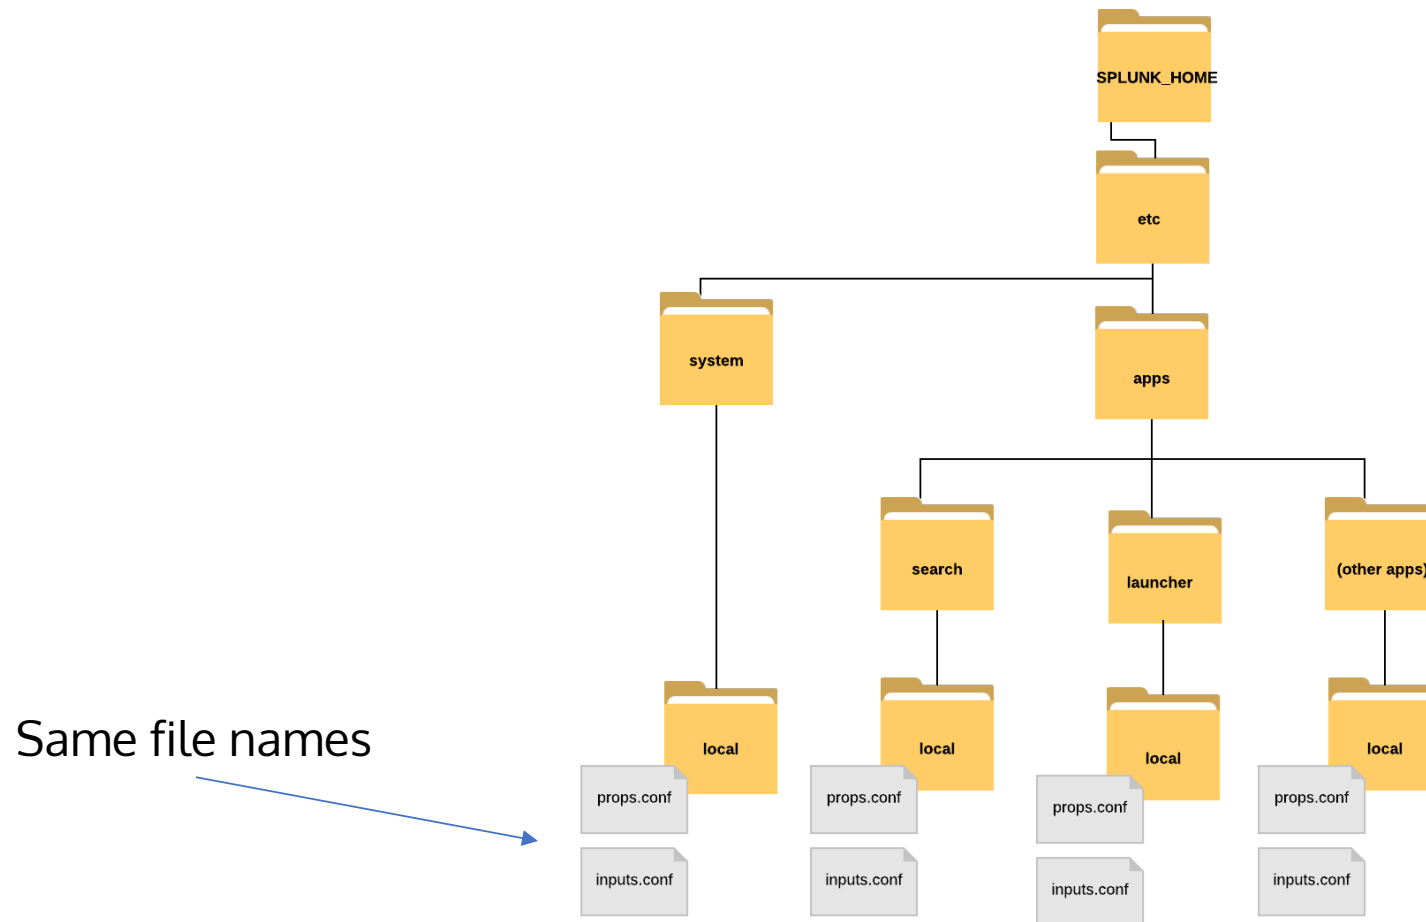 SPLUNK_HOME
etc
system
apps
search
launcher
(other apps)
Same file names
local
local
local
local
props.conf
props.conf
props.conf
props.conf
inputs.conf
inputs.conf
inputs.conf
inputs.conf